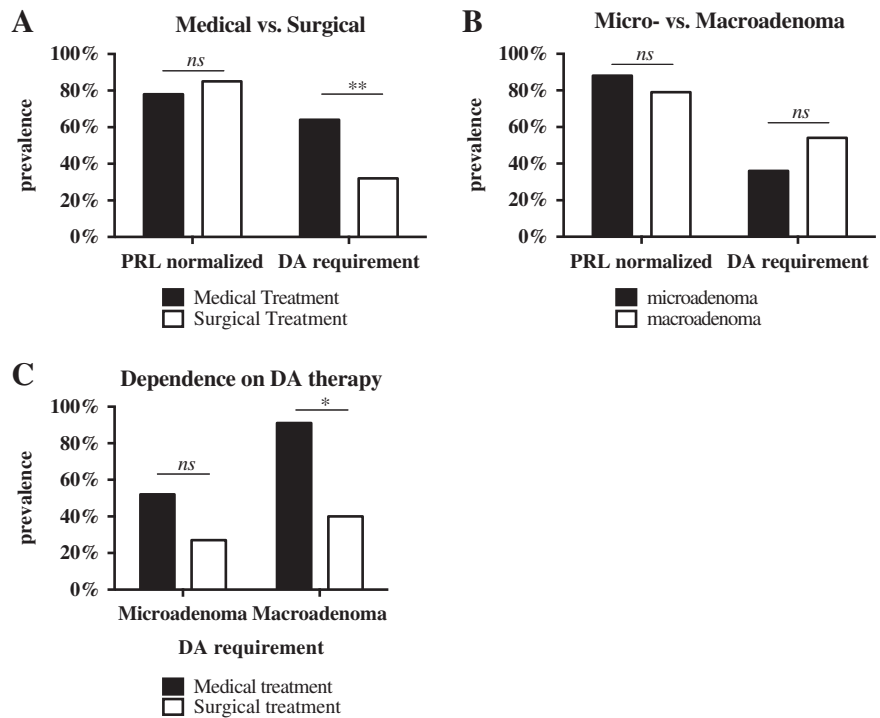 A
Medical vs. Surgical
100%
80%
60%
40%
20%
0%
prevalence
ns
**
PRL normalized DA requirement
Medical Treatment
Surgical Treatment
B
Micro- vs. Macroadenoma
100%
80%
60%
40%
20%
0%
prevalence
ns
ns
PRL normalized DA requirement
microadenoma
macroadenoma
C
Dependence on DA therapy
100%
80%
60%
40%
20%
0%
prevalence
ns
*
Microadenoma Macroadenoma
DA requirement
Medical treatment
Surgical treatment